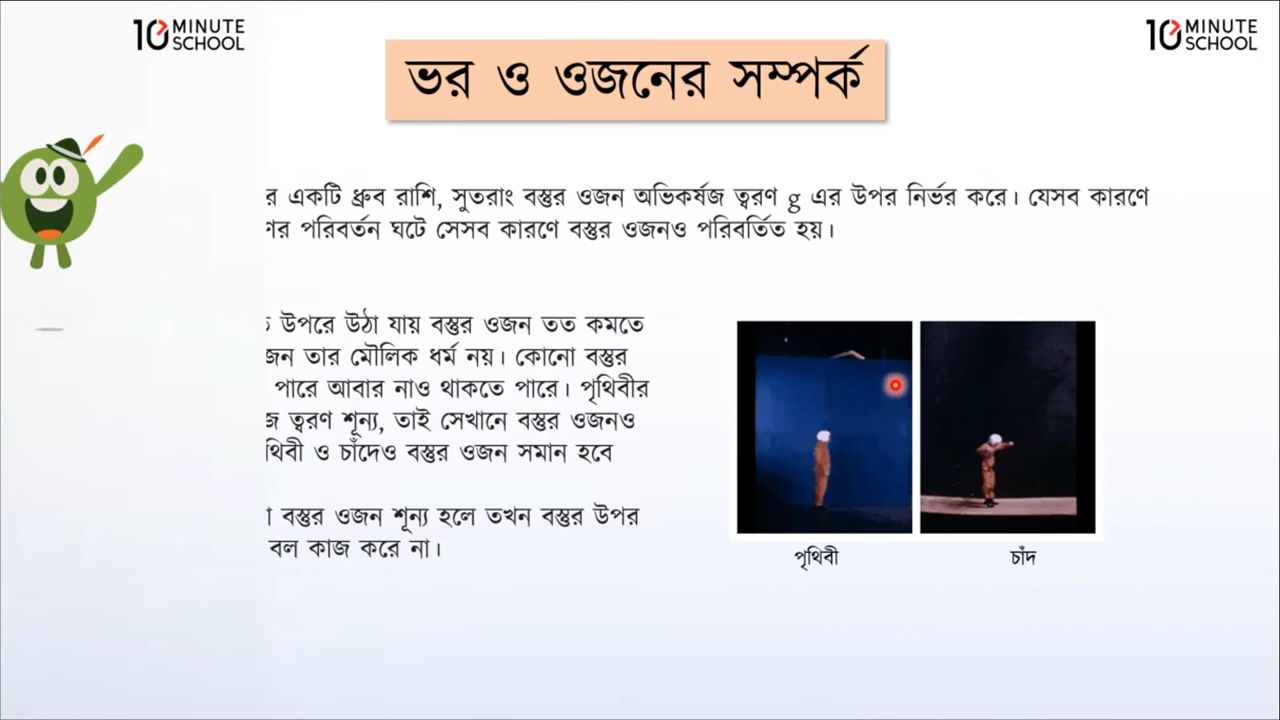 10 MINUTE SCHOOL
10 MINUTE SCHOOL
ভর ও ওজনের সম্পর্ক
র একটি ধ্রুব রাশি, সুতরাং বস্তুর ওজন অভিকর্ষজ ত্বরণ g এর উপর নির্ভর করে। যেসব কারণে
ণর পরিবর্তন ঘটে সেসব কারণে বস্তুর ওজনও পরিবর্তিত হয়।
উপরে উঠা যায় বস্তুর ওজন তত কমতে
জন তার মৌলিক ধর্ম নয়। কোনো বস্তুর
পারে আবার নাও থাকতে পারে। পৃথিবীর
জ ত্বরণ শূন্য, তাই সেখানে বস্তুর ওজনও
থিবী ও চাঁদেও বস্তুর ওজন সমান হবে
বস্তুর ওজন শূন্য হলে তখন বস্তুর উপর
বল কাজ করে না।
পৃথিবী
চাঁদ